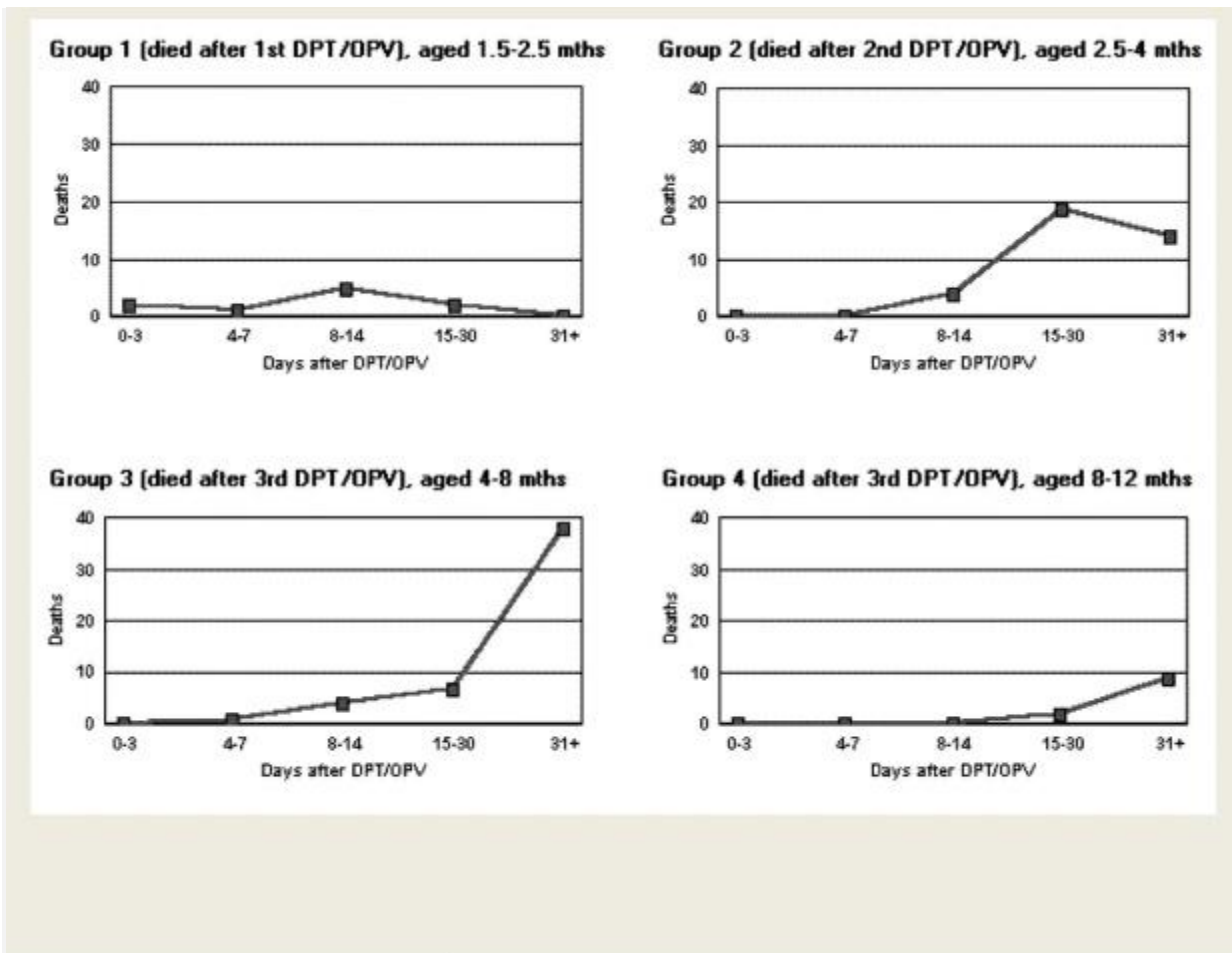 Group 1 (died after 1st DPT/OPV), aged 1.5-2.5 mths
40
30
20
10
0
Deaths
0-3 4-7 8-14 15-30 31+
Days after DPT/OPV
Group 2 (died after 2nd DPT/OPV), aged 2.5-4 mths
40
30
20
10
0
Deaths
0-3 4-7 8-14 15-30 31+
Days after DPT/OPV
Group 3 (died after 3rd DPT/OPV), aged 4-8 mths
40
30
20
10
0
Deaths
0-3 4-7 8-14 15-30 31+
Days after DPT/OPV
Group 4 (died after 3rd DPT/OPV), aged 8-12 mths
40
30
20
10
0
Deaths
0-3 4-7 8-14 15-30 31+
Days after DPT/OPV